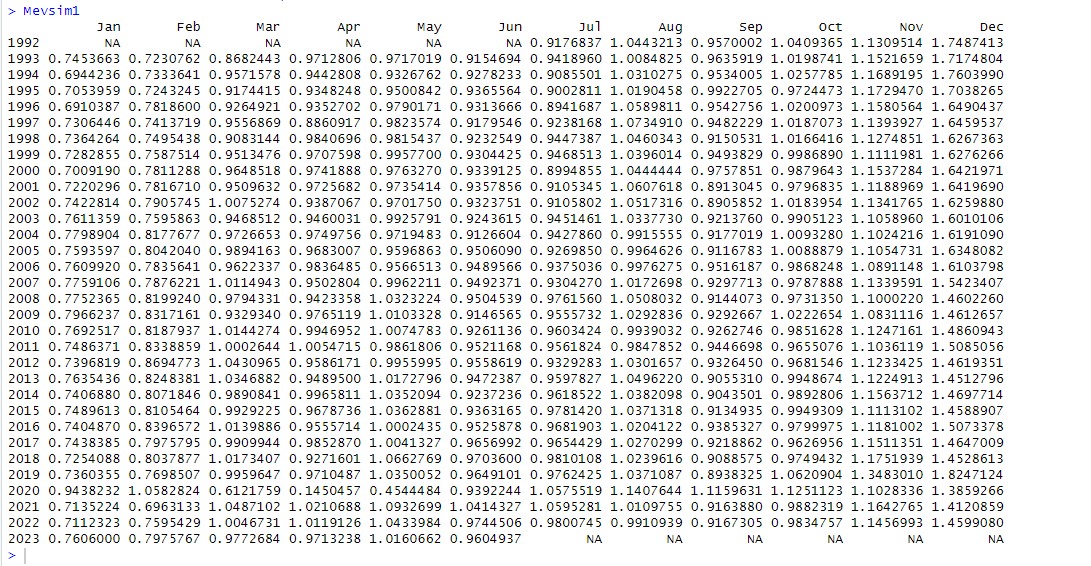 > Mevsim1
Jan Feb Mar Apr May Jun Jul Aug Sep Oct Nov Dec
1992 NA NA NA NA NA NA 0.9176837 1.0443213 0.9570002 1.0409365 1.1309514 1.7487413
1993 0.7453663 0.7230762 0.8682443 0.9712806 0.9717019 0.9154694 0.9418960 1.0084825 0.9635919 1.0198741 1.1521659 1.7174804
1994 0.6944236 0.7333641 0.9571578 0.9442808 0.9326762 0.9278233 0.9085501 1.0310275 0.9534005 1.0257785 1.1689195 1.7603990
1995 0.7053959 0.7243245 0.9174415 0.9348248 0.9500842 0.9365564 0.9002811 1.0190458 0.9922705 0.9724473 1.1729470 1.7038265
1996 0.6910387 0.7818600 0.9264921 0.9352702 0.9790171 0.9313666 0.8941687 1.0589811 0.9542756 1.0200973 1.1580564 1.6490437
1997 0.7306446 0.7413719 0.9556869 0.8860917 0.9823574 0.9179546 0.9238168 1.0734910 0.9482229 1.0187073 1.1393927 1.6459537
1998 0.7364264 0.7495438 0.9083144 0.9840696 0.9815437 0.9232549 0.9447387 1.0460343 0.9150531 1.0166416 1.1274851 1.6267363
1999 0.7282855 0.7587514 0.9513476 0.9707598 0.9957700 0.9304425 0.9468513 1.0396014 0.9493829 0.9986890 1.1111981 1.6276266
2000 0.7009190 0.7811288 0.9648518 0.9741888 0.9763270 0.9339125 0.8994855 1.0444444 0.9757851 0.9879643 1.1537284 1.6421971
2001 0.7220296 0.7816710 0.9509632 0.9725682 0.9735414 0.9357856 0.9105345 1.0607618 0.8913045 0.9796835 1.1188969 1.6419690
2002 0.7422814 0.7905745 1.0075274 0.9387067 0.9701750 0.9323751 0.9105802 1.0517316 0.8905852 1.0183954 1.1341765 1.6259880
2003 0.7611359 0.7595863 0.9468512 0.9460031 0.9925791 0.9243615 0.9451461 1.0337730 0.9213760 0.9905123 1.1058960 1.6010106
2004 0.7798904 0.8177677 0.9726653 0.9749756 0.9719483 0.9126604 0.9427860 0.9915555 0.9177019 1.0093280 1.1024216 1.6191090
2005 0.7593597 0.8042040 0.9894163 0.9683007 0.9596863 0.9506090 0.9269850 0.9964626 0.9116783 1.0088879 1.1054731 1.6348082
2006 0.7609920 0.7835641 0.9622337 0.9836485 0.9566513 0.9489566 0.9375036 0.9976275 0.9516187 0.9868248 1.0891148 1.6103798
2007 0.7759106 0.7876221 1.0114943 0.9502804 0.9962211 0.9492371 0.9304270 1.0172698 0.9297713 0.9788788 1.1339591 1.5423407
2008 0.7752365 0.8199240 0.9794331 0.9423358 1.0323224 0.9504539 0.9761560 1.0508032 0.9144073 0.9731350 1.1000220 1.4602260
2009 0.7966237 0.8317161 0.9329340 0.9765119 1.0103328 0.9146565 0.9555732 1.0292836 0.9292667 1.0222654 1.0831116 1.4612657
2010 0.7692517 0.8187937 1.0144274 0.9946952 1.0074783 0.9261136 0.9603424 0.9939032 0.9262746 0.9851628 1.1247161 1.4860943
2011 0.7486371 0.8338859 1.0002644 1.0054715 0.9861806 0.9521168 0.9561824 0.9847852 0.9446698 0.9655076 1.1036119 1.5085056
2012 0.7396819 0.8694773 1.0430965 0.9586171 0.9955995 0.9558619 0.9329283 1.0301657 0.9326450 0.9681546 1.1233425 1.4619351
2013 0.7635436 0.8248381 1.0346882 0.9489500 1.0172796 0.9472387 0.9597827 1.0496220 0.9055310 0.9948674 1.1224913 1.4512796
2014 0.7406880 0.8071846 0.9890841 0.9965811 1.0352094 0.9237236 0.9618522 1.0382098 0.9043501 0.9892806 1.1563712 1.4697714
2015 0.7489613 0.8105464 0.9929225 0.9678736 1.0362881 0.9363165 0.9781420 1.0371318 0.9134935 0.9949309 1.1113102 1.4588907
2016 0.7404870 0.8396572 1.0139886 0.9555714 1.0002435 0.9525878 0.9681903 1.0204122 0.9385327 0.9799975 1.1181002 1.5073378
2017 0.7438385 0.7975795 0.9909944 0.9852870 1.0041327 0.9656992 0.9654429 1.0270299 0.9218862 0.9626956 1.1511351 1.4647009
2018 0.7254088 0.8037877 1.0173407 0.9271601 1.0662769 0.9703600 0.9810108 1.0239616 0.9088575 0.9749432 1.1751939 1.4528613
2019 0.7360355 0.7698507 0.9959647 0.9710487 1.0350052 0.9649101 0.9762425 1.0371087 0.8938325 1.0620904 1.3483010 1.8247124
2020 0.9438232 1.0582824 0.6121759 0.1450457 0.4544484 0.9392244 1.0575519 1.1407644 1.1159631 1.1251123 1.1028336 1.3859266
2021 0.7135224 0.6963133 1.0487102 1.0210688 1.0932699 1.0414327 1.0595281 1.0109755 0.9163880 0.9882319 1.1642765 1.4120859
2022 0.7112323 0.7595429 1.0046731 1.0119126 1.0433984 0.9744506 0.9800745 0.9910939 0.9167305 0.9834757 1.1456993 1.4599080
2023 0.7606000 0.7975767 0.9772684 0.9713238 1.0160662 0.9604937 NA NA NA NA NA NA
>